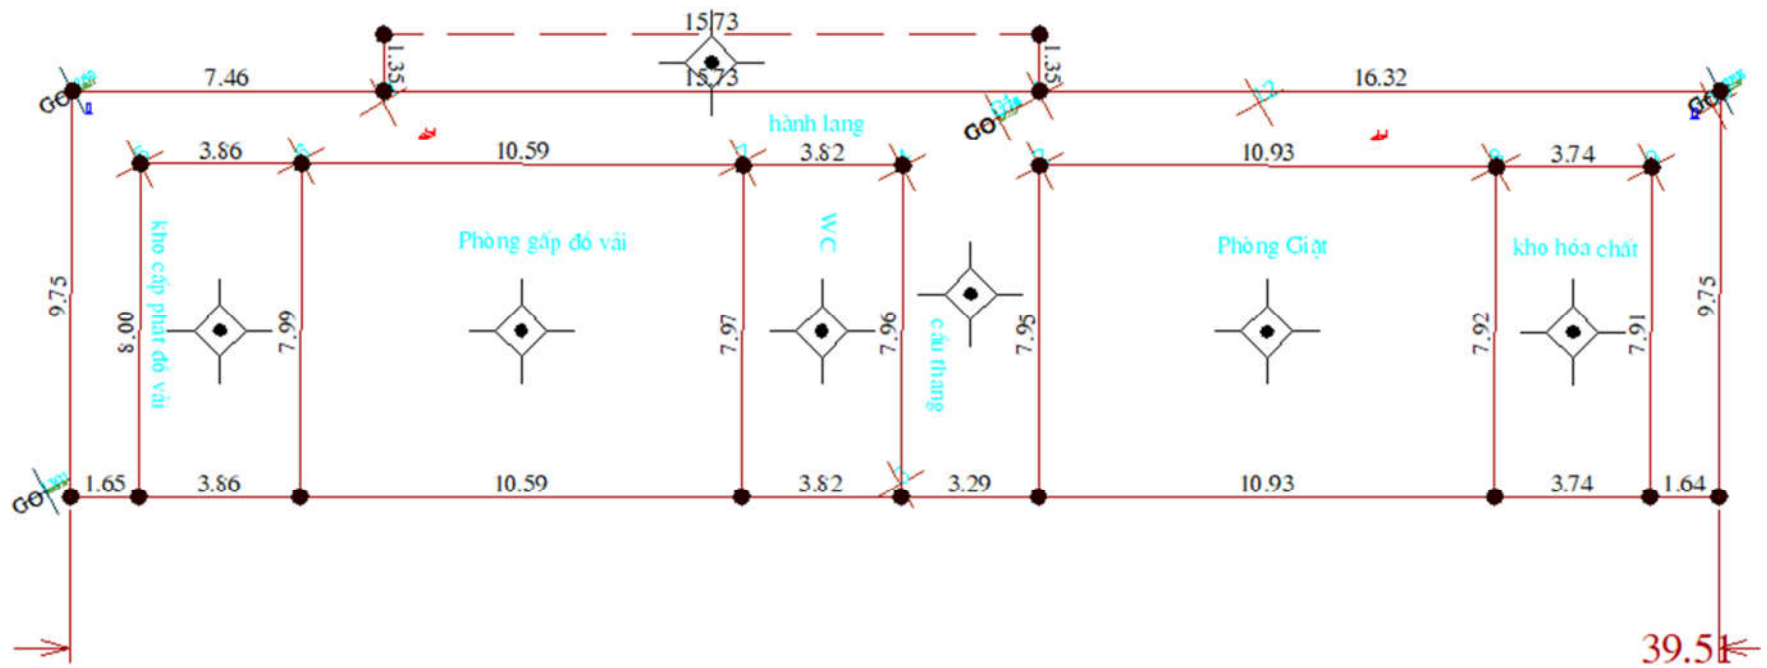 15.73
1.35
1.35
7.46
15.73
16.32
GO
GO
GO
12
hành lang
3.86
10.59
3.82
10.93
3.74
kho cấp phát đồ vải
Phòng gấp đồ vải
WC
cầu thang
Phòng Giặt
kho hóa chất
9.75
8.00
7.99
7.97
7.96
7.95
7.92
7.91
9.75
GO
1.65
3.86
10.59
3.82
3.29
10.93
3.74
1.64
39.51